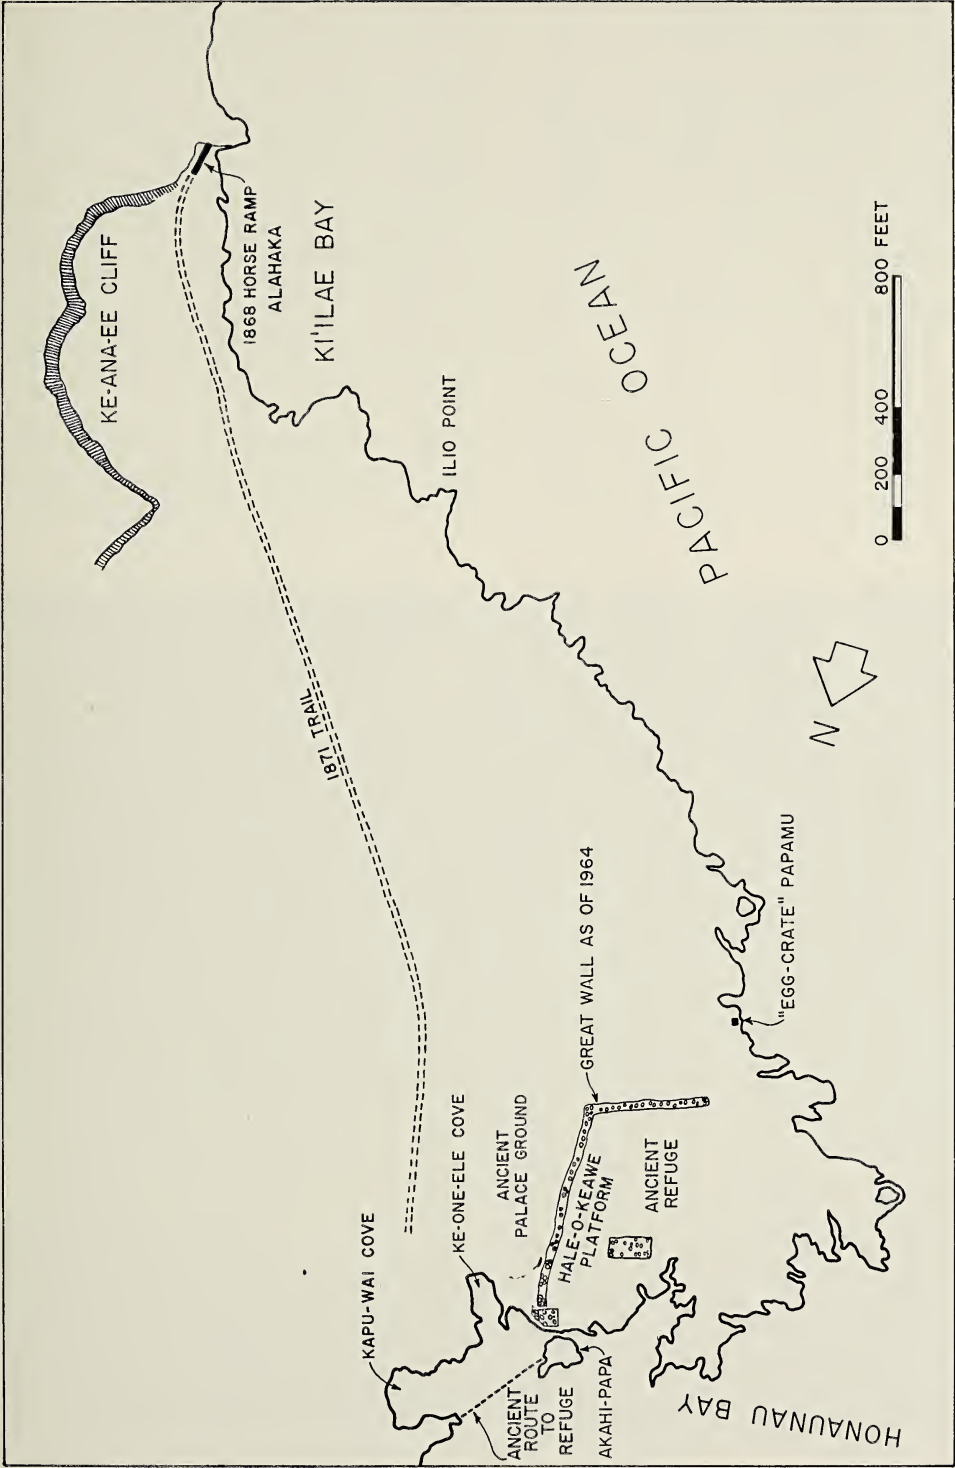 KE-ANA-EE CLIFF
1868 HORSE RAMP
ALAHAKA
KI'ILAE BAY
ILIO POINT
PACIFIC OCEAN
0 200 400 800 FEET
N
1871 TRAIL
"EGG-CRATE" PAPAMU
GREAT WALL AS OF 1964
KAPU-WAI COVE
KE-ONE-ELE COVE
ANCIENT
PALACE GROUND
HALE-O-KEAWE
PLATFORM
ANCIENT
REFUGE
ANCIENT
ROUTE
TO
REFUGE
AKAHI-PAPA
HONAUNAU BAY